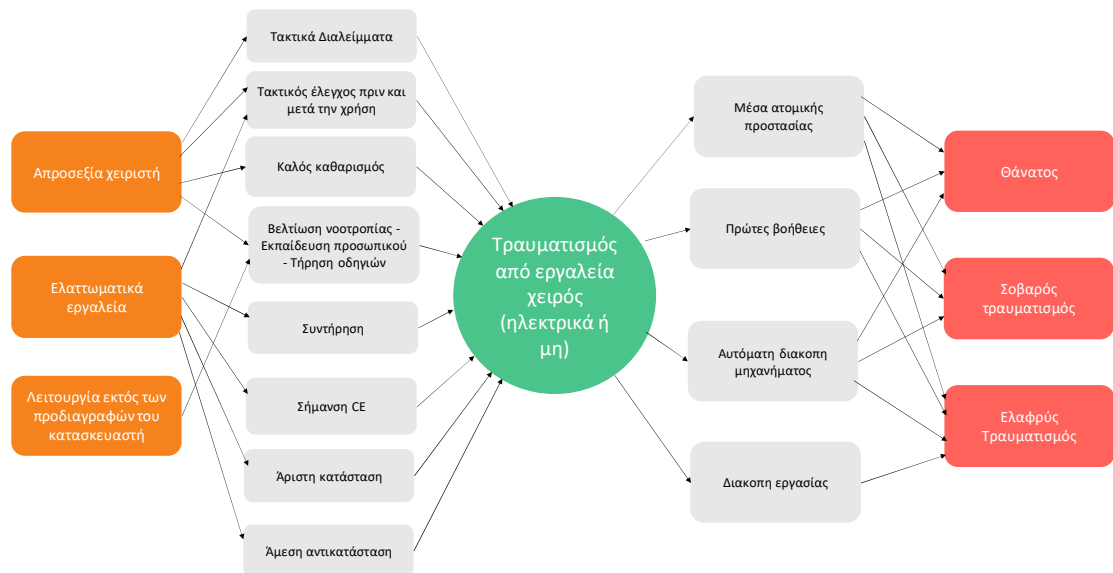 Απροσεξία χειριστή
Ελαττωματικά
εργαλεία
Λειτουργία εκτός των
προδιαγραφών του
κατασκευαστή
Τακτικά Διαλείμματα
Τακτικός έλεγχος πριν και
μετά την χρήση
Καλός καθαρισμός
Βελτίωση νοοτροπίας -
Εκπαίδευση προσωπικού
- Τήρηση οδηγιών
Συντήρηση
Σήμανση CE
Άριστη κατάσταση
Άμεση αντικατάσταση
Τραυματισμός
από εργαλεία
χειρός
(ηλεκτρικά ή
μη)
Μέσα ατομικής
προστασίας
Πρώτες βοήθειες
Αυτόματη διακοπη
μηχανήματος
Διακοπη εργασίας
Θάνατος
Σοβαρός
τραυματισμός
Ελαφρύς
Τραυματισμός